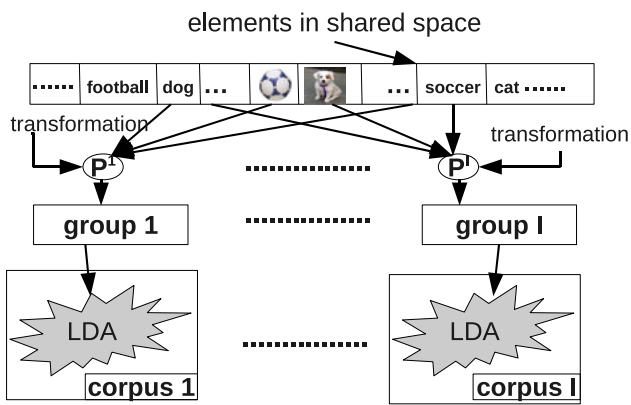 elements in shared space
...... football dog ... ... soccer cat ......
transformation
transformation
P¹ ............... Pᴵ
group 1 ............... group I
LDA ............... LDA
corpus 1 corpus I